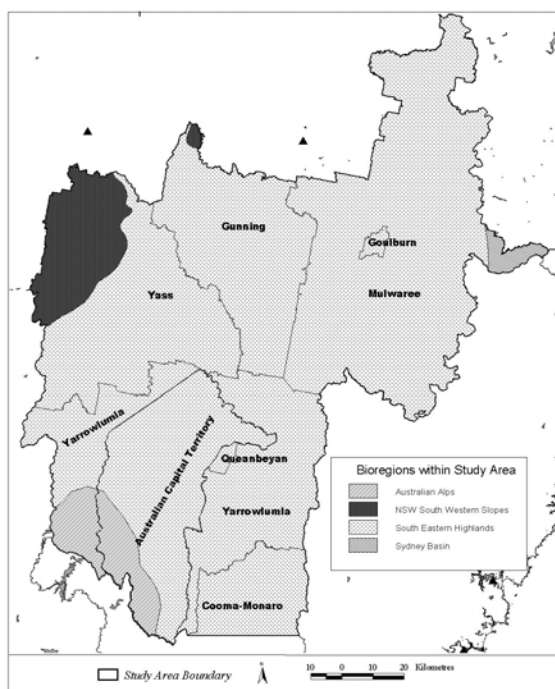 Gunning
Goulburn
Yass
Mulwaree
Yarrowlumla
Australian Capital Territory
Queanbeyan
Yarrowlumla
Cooma-Monaro
Bioregions within Study Area
Australian Alps
NSW South Western Slopes
South Eastern Highlands
Sydney Basin
Study Area Boundary
N
10 0 10 20 Kilometres